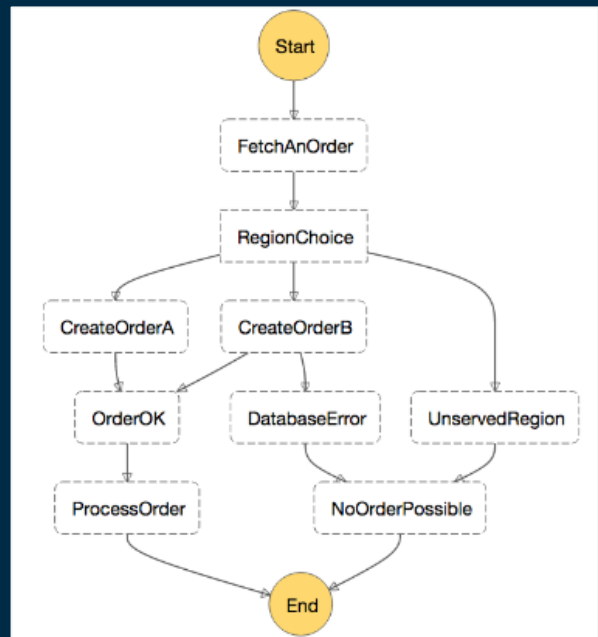 Start
FetchAnOrder
RegionChoice
CreateOrderA
CreateOrderB
OrderOK
DatabaseError
UnservedRegion
ProcessOrder
NoOrderPossible
End